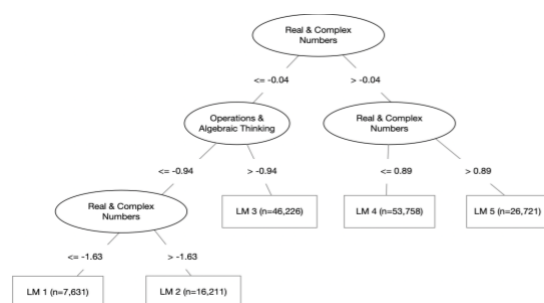 Real & Complex
Numbers
<= -0.04
> -0.04
Operations &
Algebraic Thinking
Real & Complex
Numbers
<= -0.94
> -0.94
<= 0.89
> 0.89
Real & Complex
Numbers
LM 3 (n=46,226)
LM 4 (n=53,758)
LM 5 (n=26,721)
<= -1.63
> -1.63
LM 1 (n=7,631)
LM 2 (n=16,211)